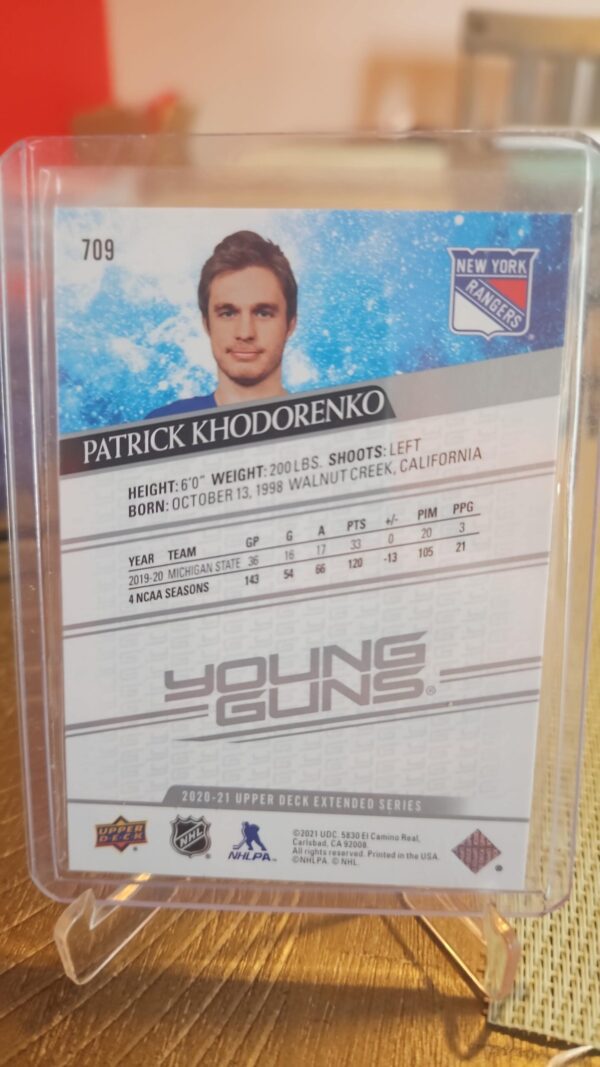 709
NEW YORK
RANGERS
PATRICK KHODORENKO
HEIGHT: 6'0" WEIGHT: 200 LBS. SHOOTS: LEFT
BORN: OCTOBER 13, 1998 WALNUT CREEK, CALIFORNIA
YEAR TEAM GP G A PTS +/- PIM PPG
2019-20 MICHIGAN STATE 36 16 17 33 0 20 3
4 NCAA SEASONS 143 54 66 120 -13 105 21
YOUNG
GUNS®
2020-21 UPPER DECK EXTENDED SERIES
UPPER
DECK
NHL
NHLPA™
©2021 UDC. 5830 El Camino Real,
Carlsbad, CA 92008.
All rights reserved. Printed in the USA.
©NHLPA © NHL